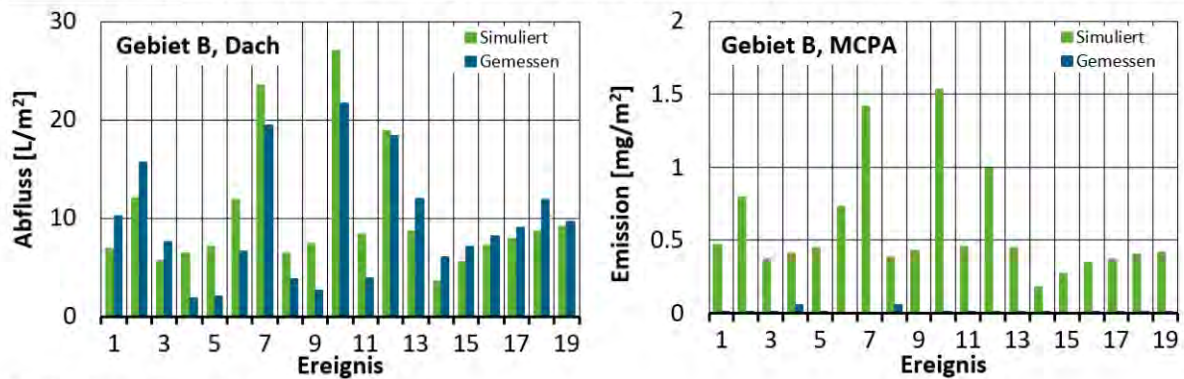 Gebiet B, Dach
Simuliert
Gemessen
Abfluss [L/m²]
30
20
10
0
1 3 5 7 9 11 13 15 17 19
Ereignis
Gebiet B, MCPA
Simuliert
Gemessen
Emission [mg/m²]
2
1.5
1
0.5
0
1 3 5 7 9 11 13 15 17 19
Ereignis